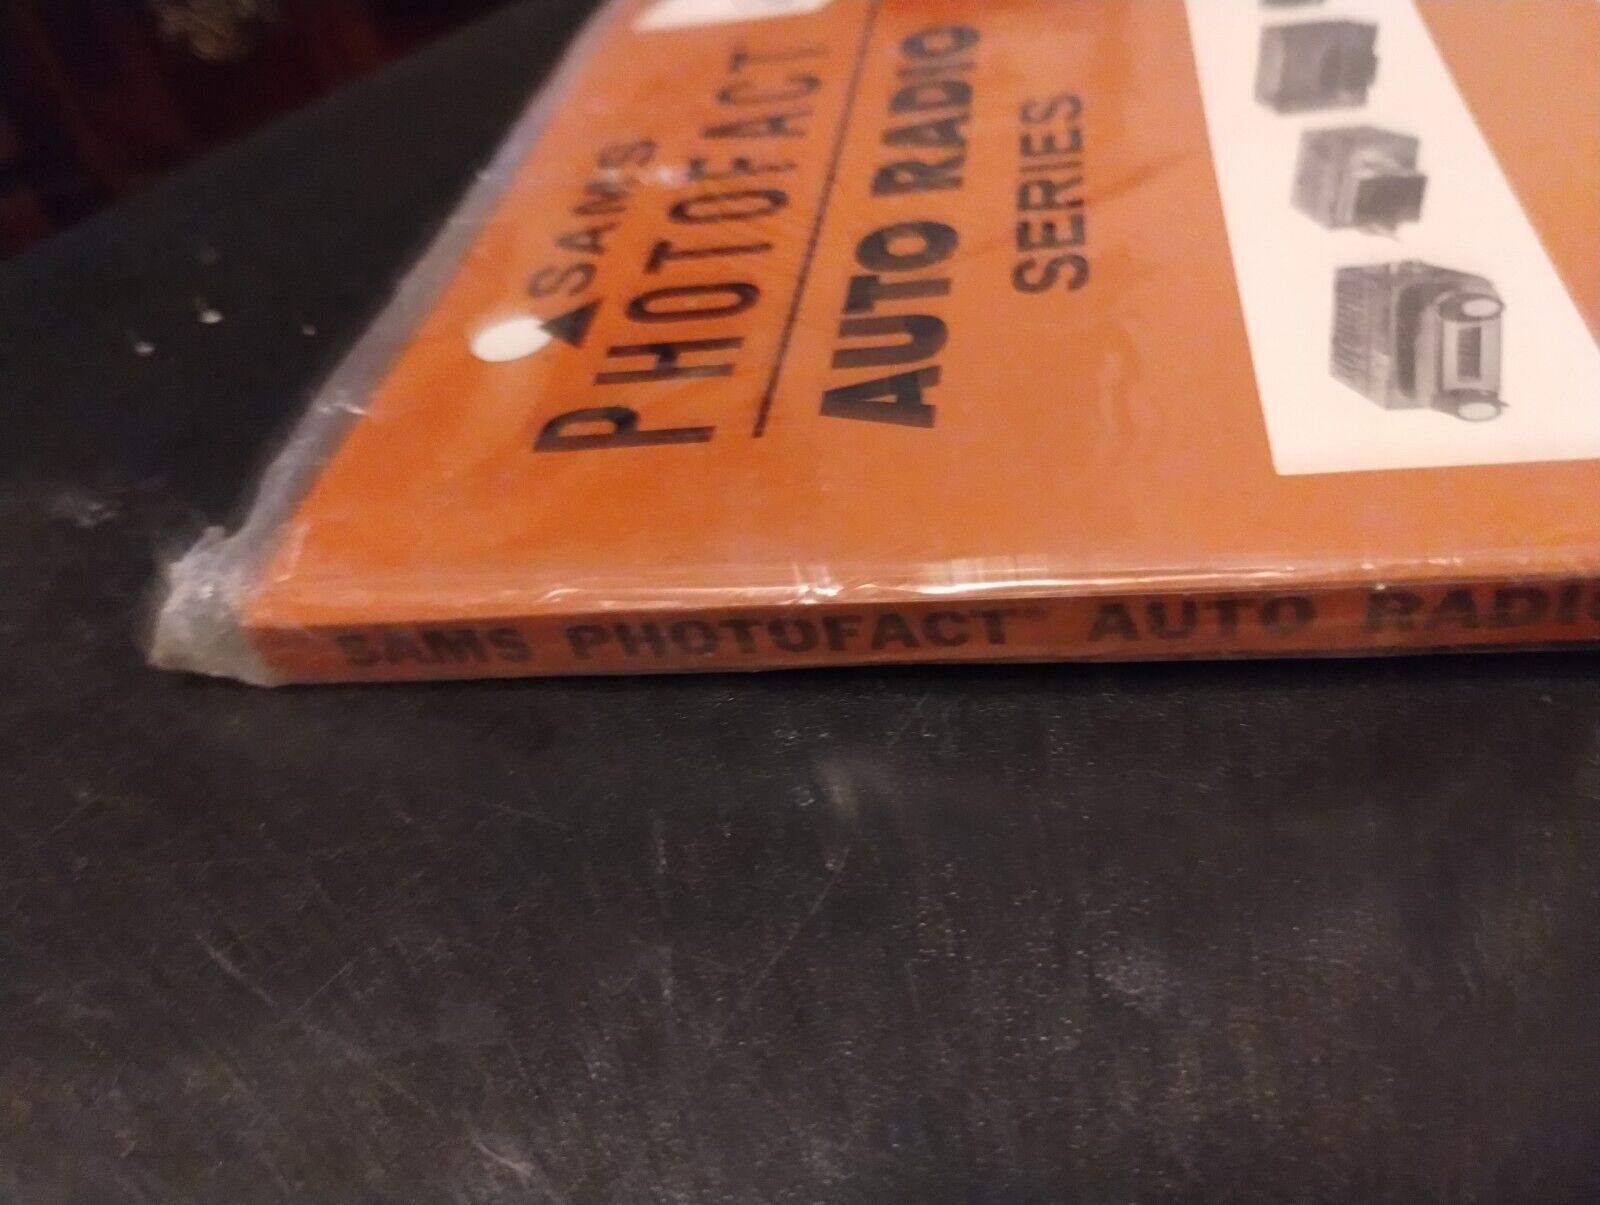 SAMS
PHOTOFACT
AUTO RADIO
SERIES
SAMS PHOTOFACT® AUTO RADIO